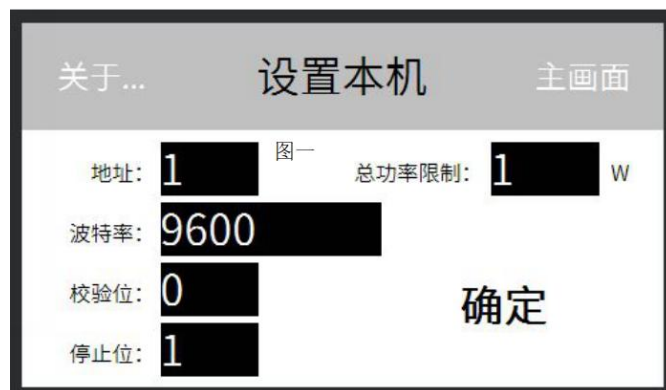 关于... 设置本机 主画面
图一
地址: 1 总功率限制: 1 W
波特率: 9600
校验位: 0
确定
停止位: 1